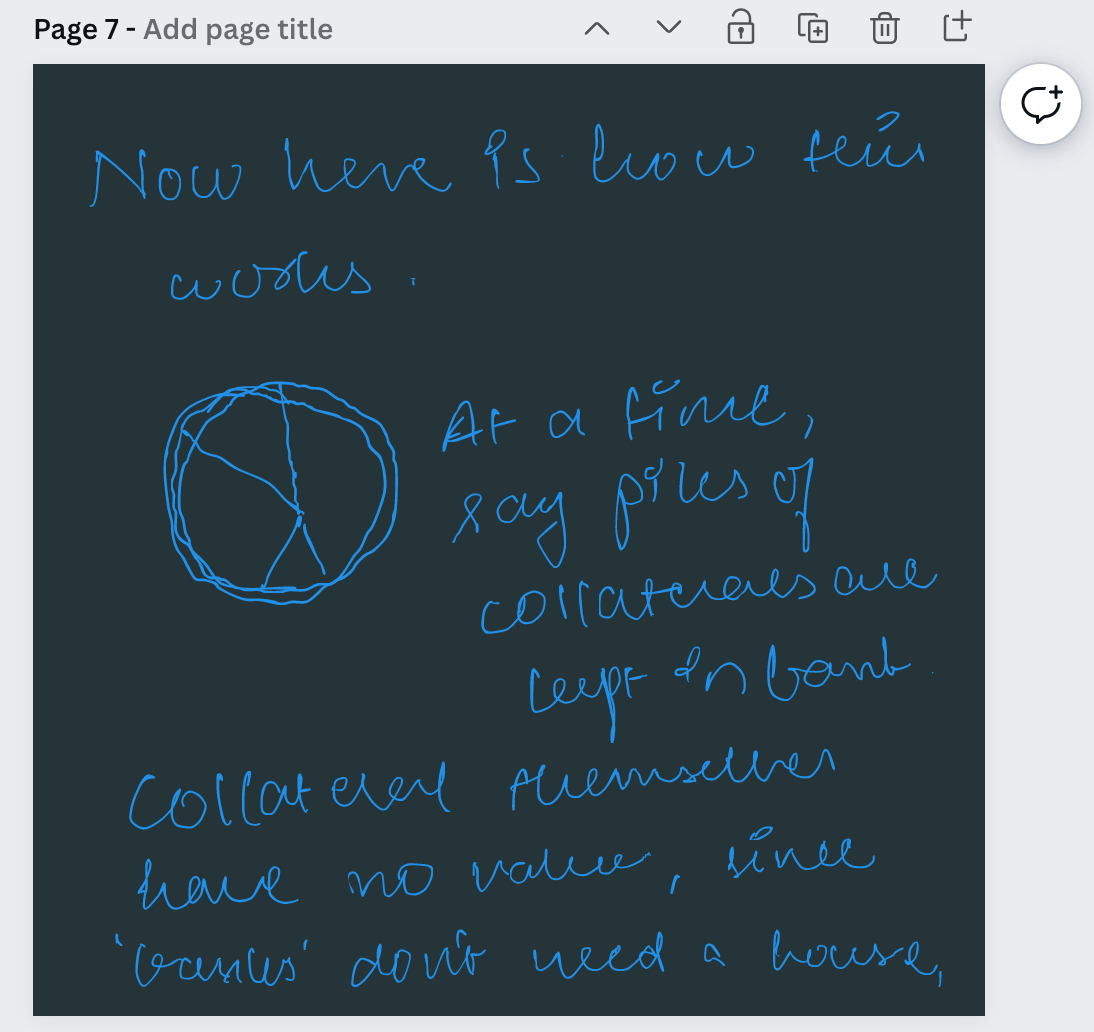 Page 7 - Add page title
Now here is how this
works.
At a time,
say piles of
collaterals are
kept in bank.
Collateral themselves
have no value, since
'banks' don't need a house,